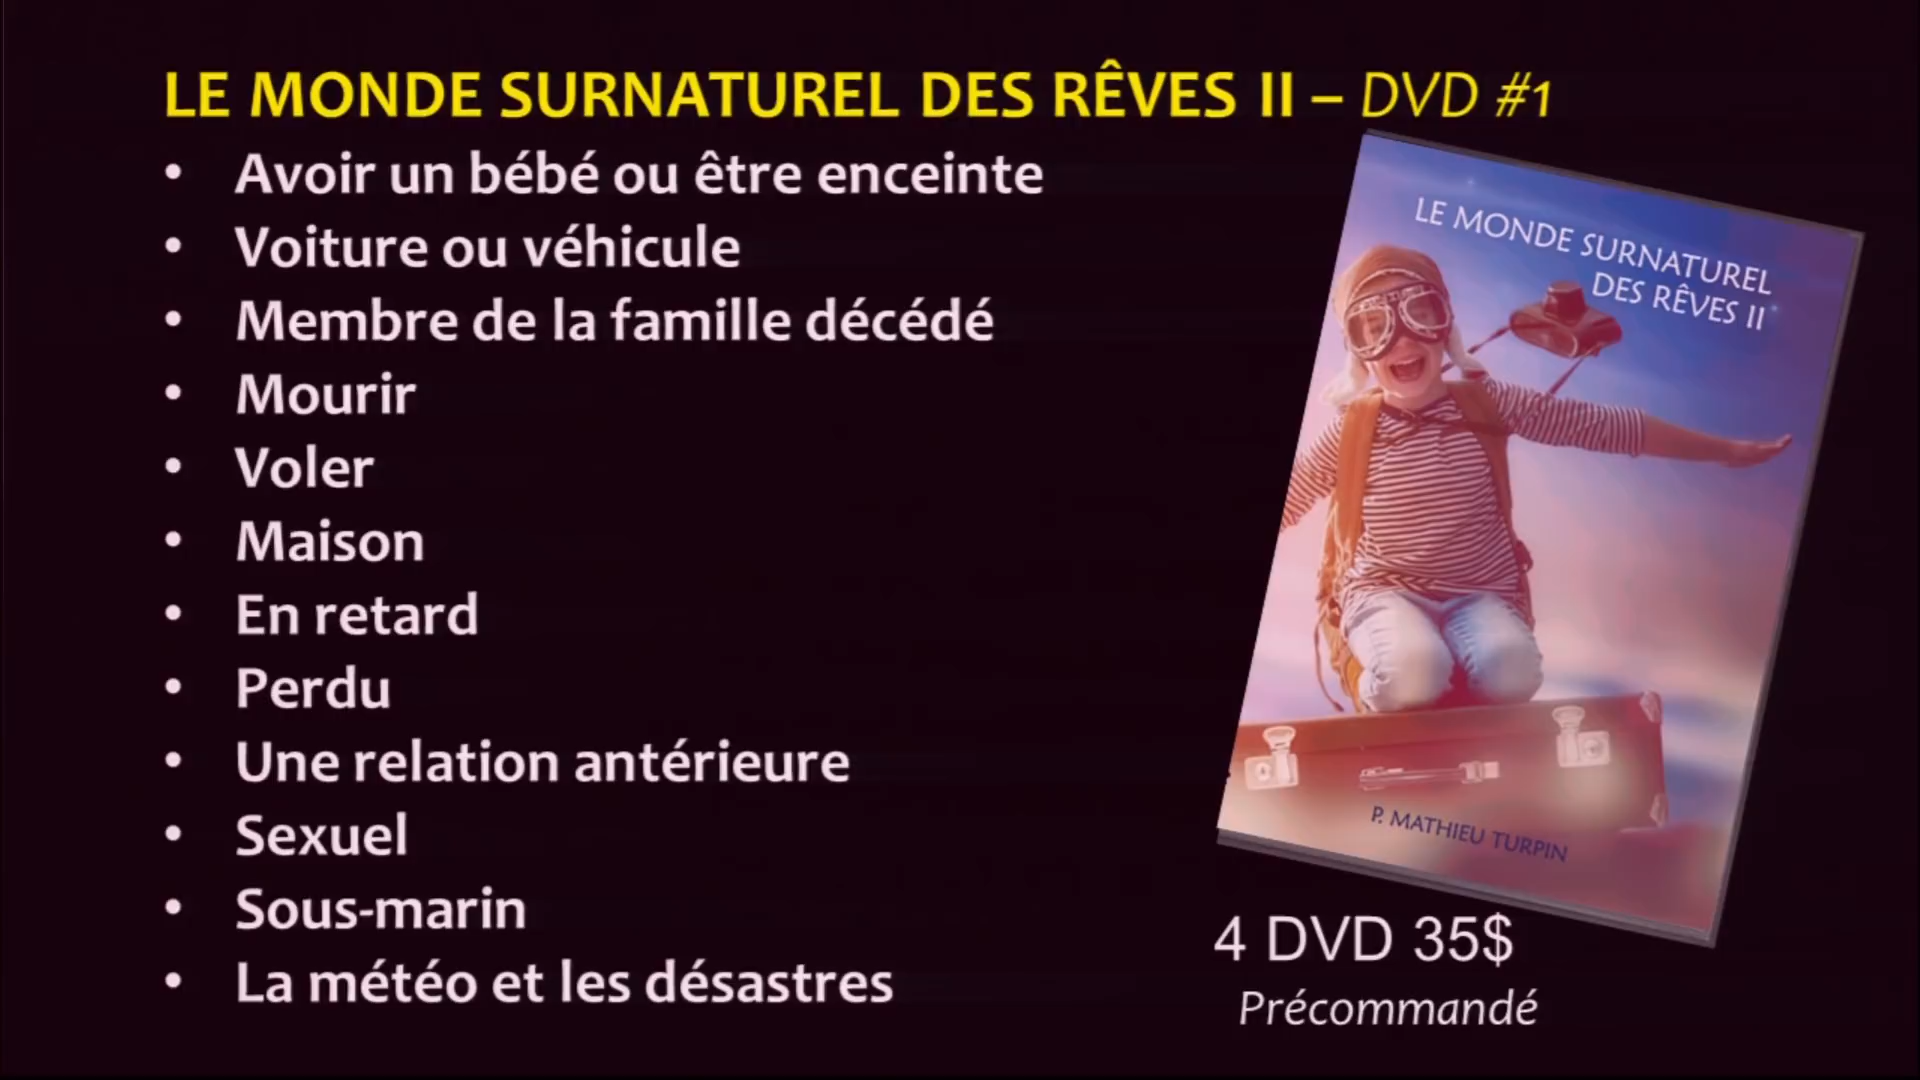 LE MONDE SURNATUREL DES RÊVES II – DVD #1
• Avoir un bébé ou être enceinte
• Voiture ou véhicule
• Membre de la famille décédé
• Mourir
• Voler
• Maison
• En retard
• Perdu
• Une relation antérieure
• Sexuel
• Sous-marin
• La météo et les désastres
LE MONDE SURNATUREL
DES RÊVES II
P. MATHIEU TURPIN
4 DVD 35$
Précommandé